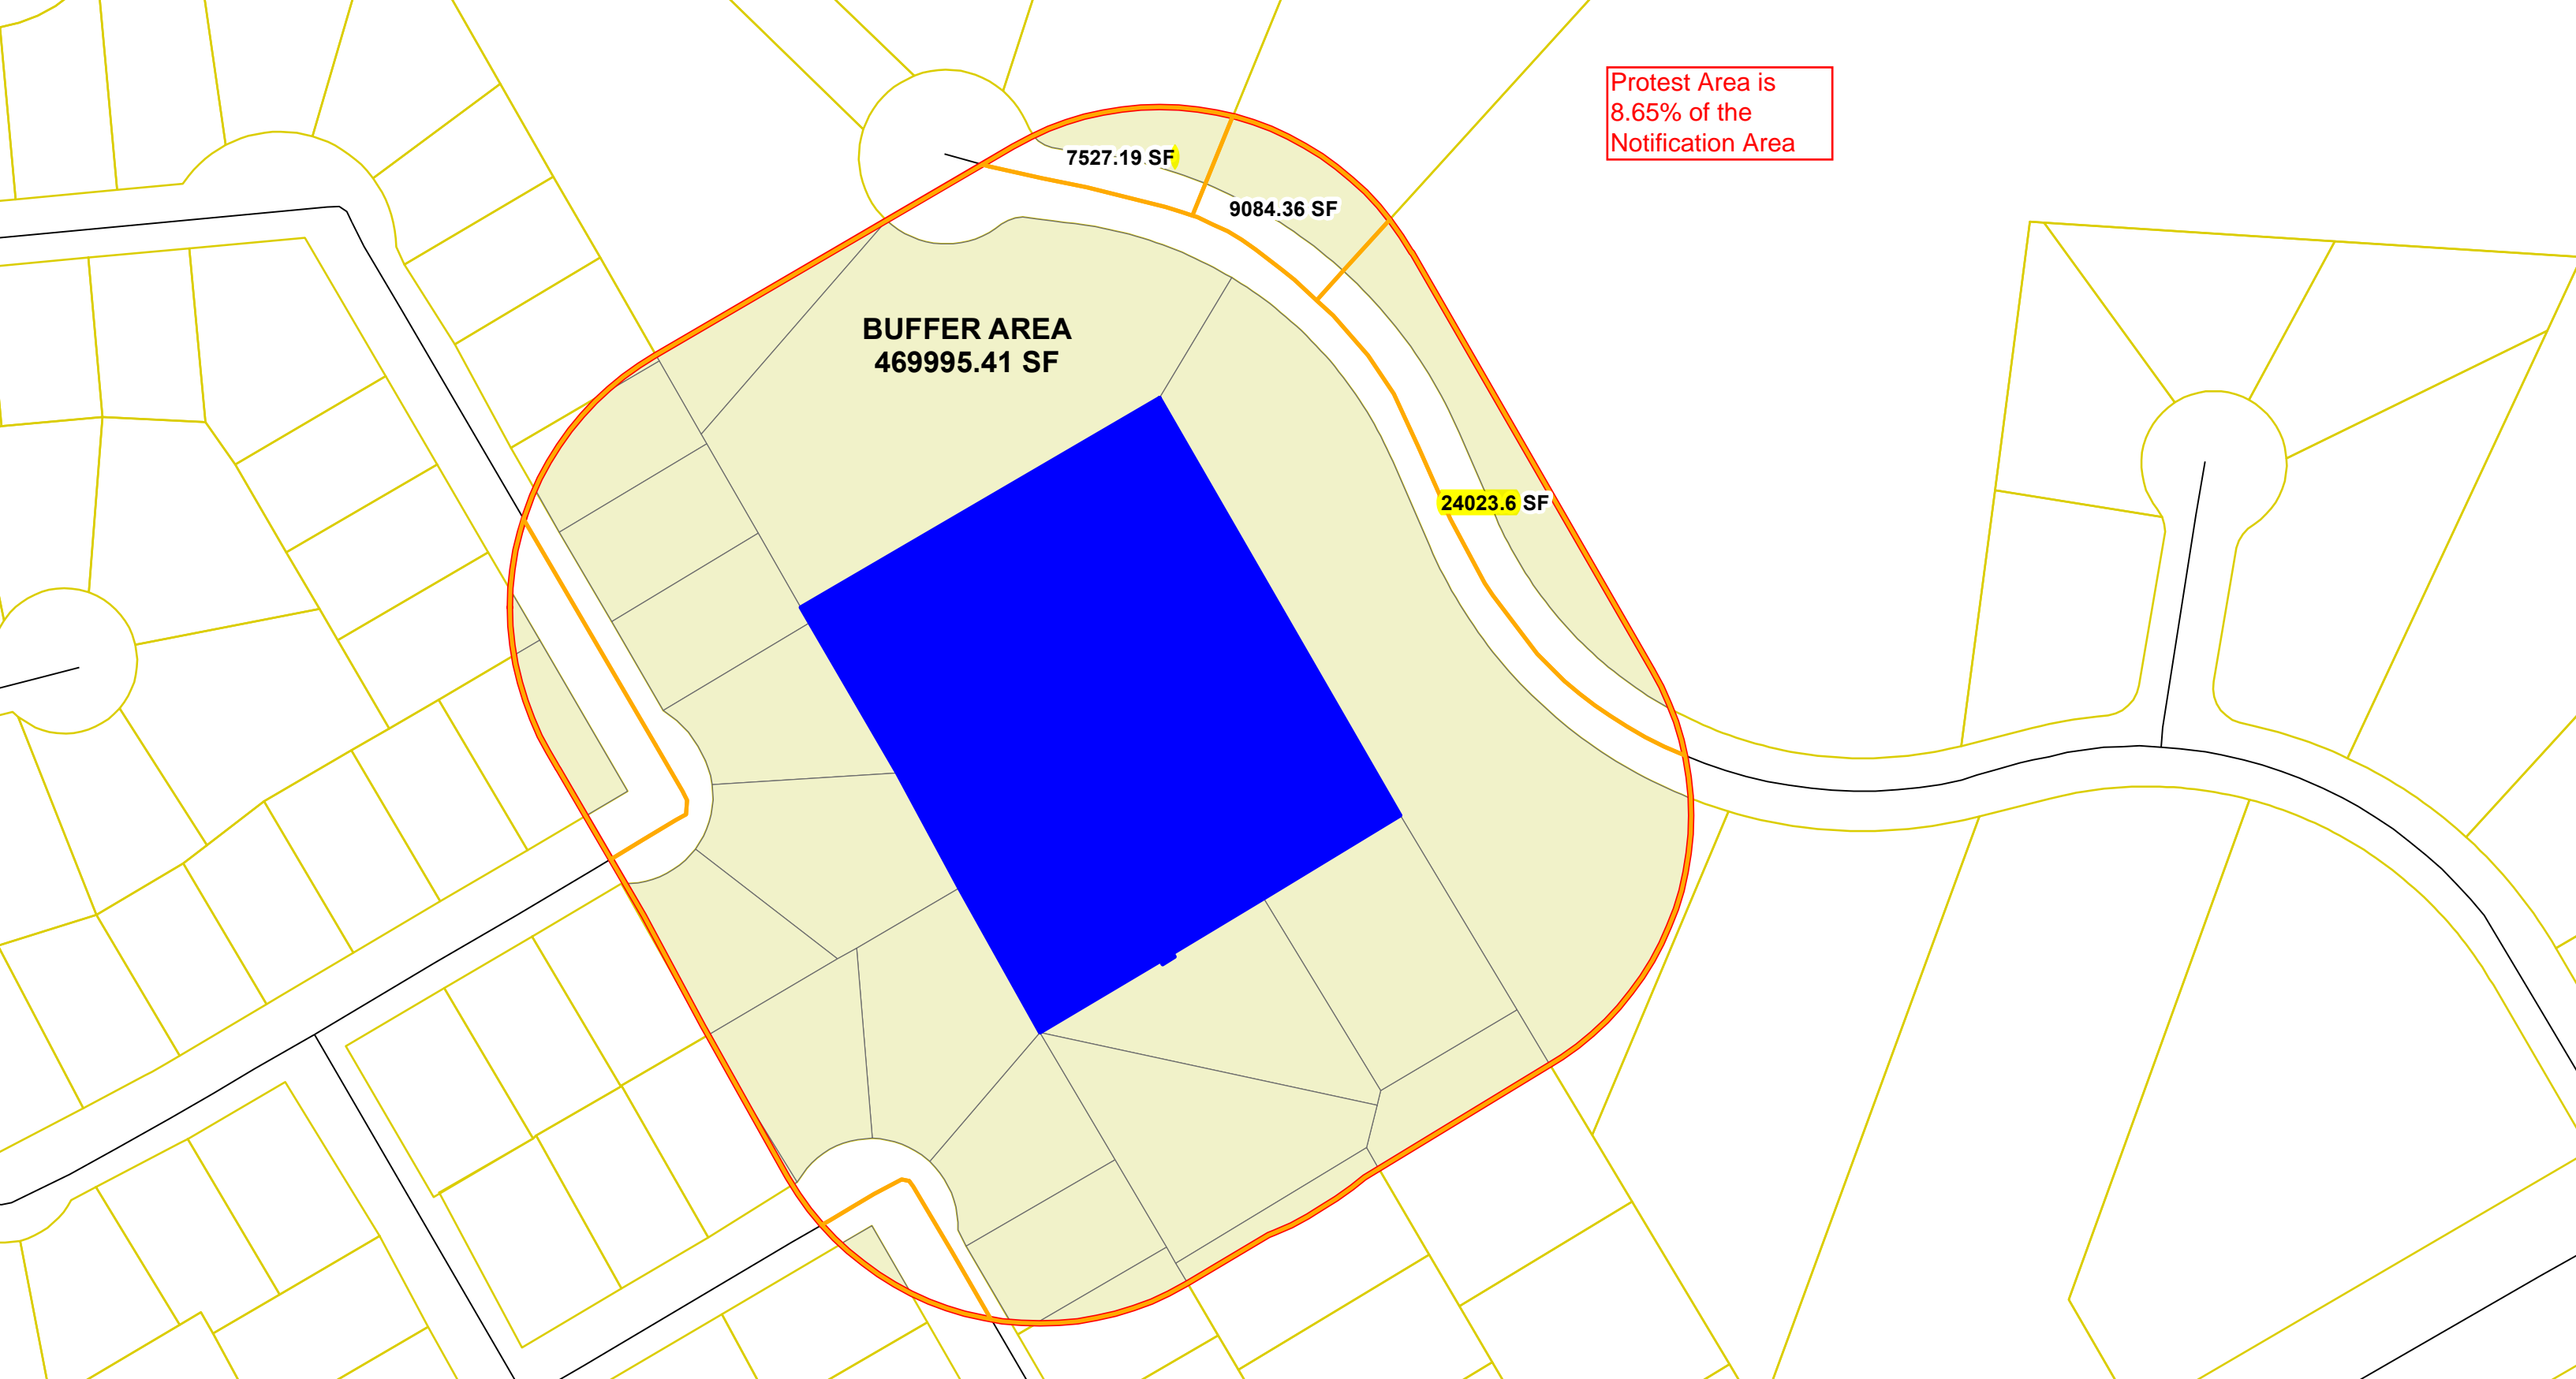 Protest Area is
8.65% of the
Notification Area
7527.19 SF
9084.36 SF
BUFFER AREA
469995.41 SF
24023.6 SF